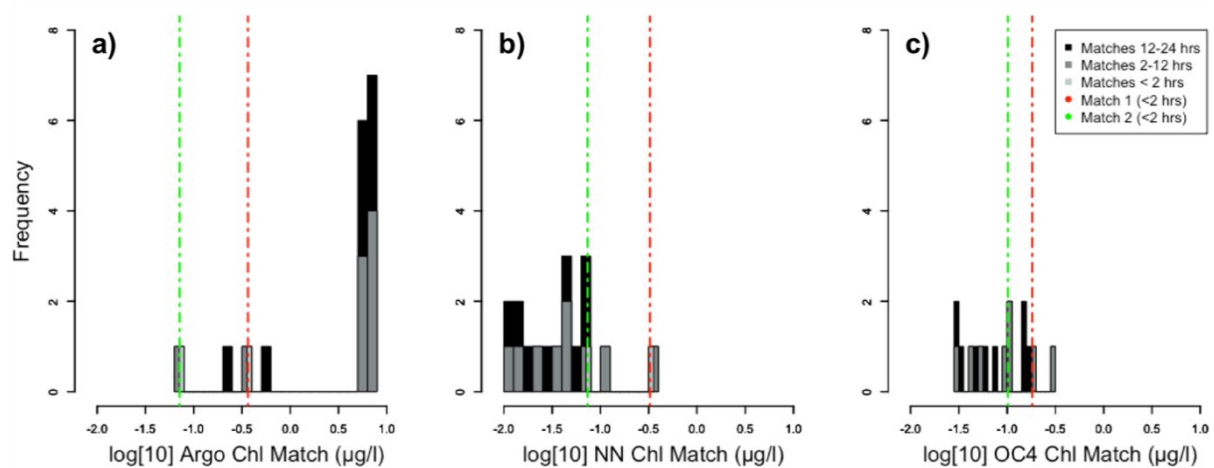 a)
b)
c)
Matches 12-24 hrs
Matches 2-12 hrs
Matches < 2 hrs
Match 1 (<2 hrs)
Match 2 (<2 hrs)
Frequency
8
6
4
2
0
8
6
4
2
0
8
6
4
2
0
-2.0 -1.5 -1.0 -0.5 0.0 0.5 1.0
-2.0 -1.5 -1.0 -0.5 0.0 0.5 1.0
-2.0 -1.5 -1.0 -0.5 0.0 0.5 1.0
log[10] Argo Chl Match (μg/l)
log[10] NN Chl Match (μg/l)
log[10] OC4 Chl Match (μg/l)